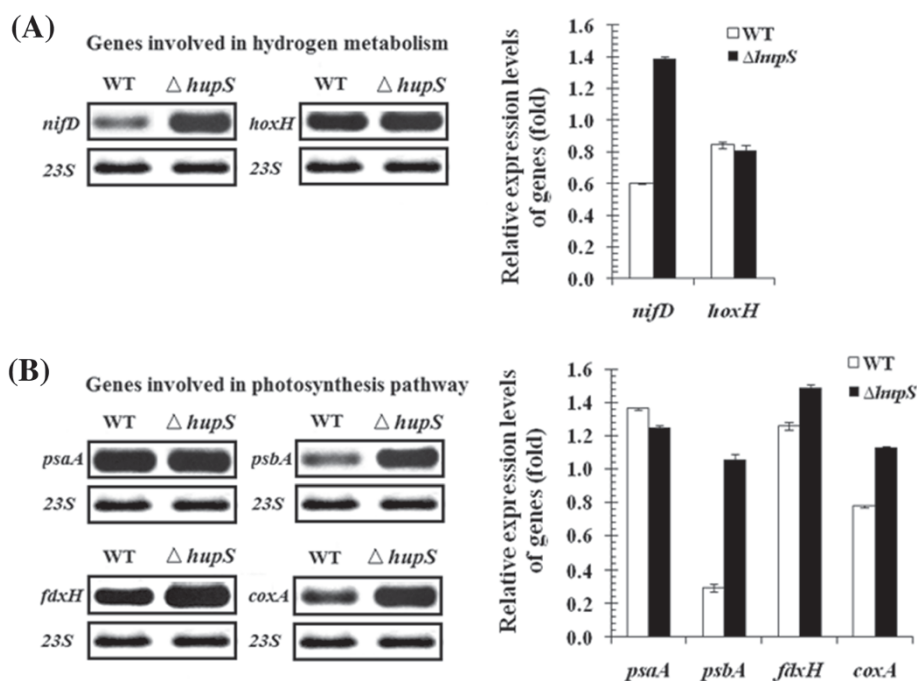 (A)
Genes involved in hydrogen metabolism
WT △ hupS WT △ hupS
nifD hoxH
23S 23S
WT
ΔhupS
Relative expression levels
of genes (fold)
1.6
1.4
1.2
1.0
0.8
0.6
0.4
0.2
0.0
nifD hoxH
(B)
Genes involved in photosynthesis pathway
WT △ hupS WT △ hupS
psaA psbA
23S 23S
WT △ hupS WT △ hupS
fdxH coxA
23S 23S
WT
ΔhupS
Relative expression levels
of genes (fold)
1.6
1.4
1.2
1.0
0.8
0.6
0.4
0.2
0.0
psaA psbA fdxH coxA